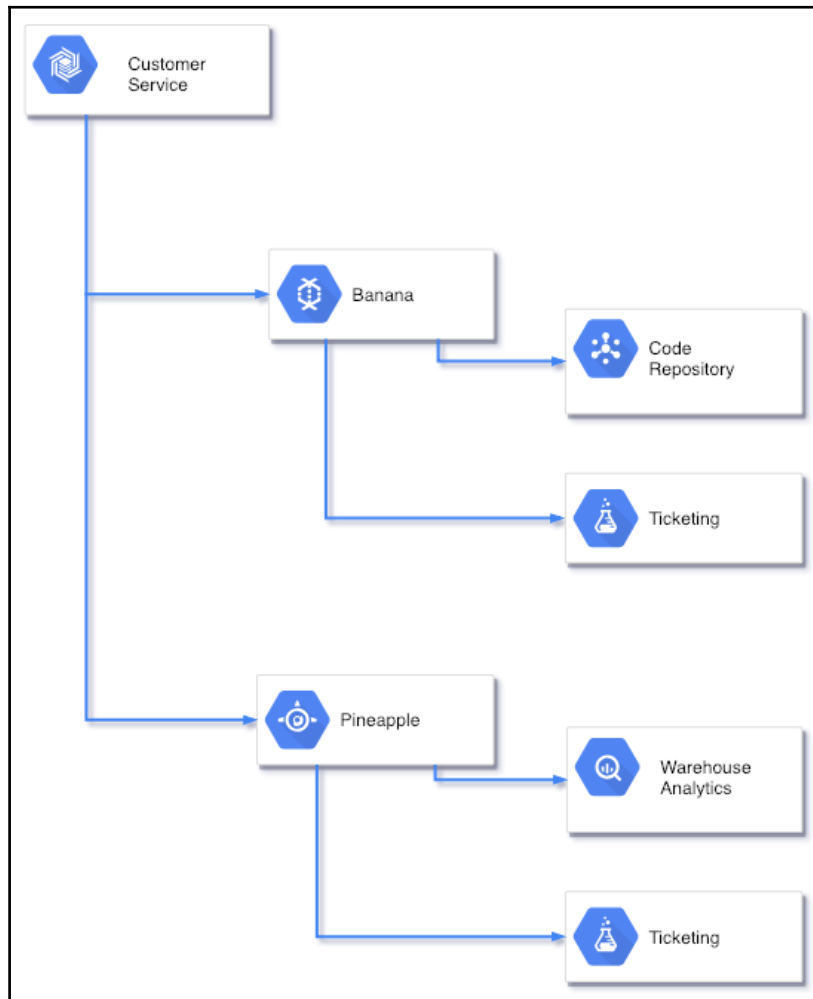 Customer
Service
Banana
Code
Repository
Ticketing
Pineapple
Warehouse
Analytics
Ticketing